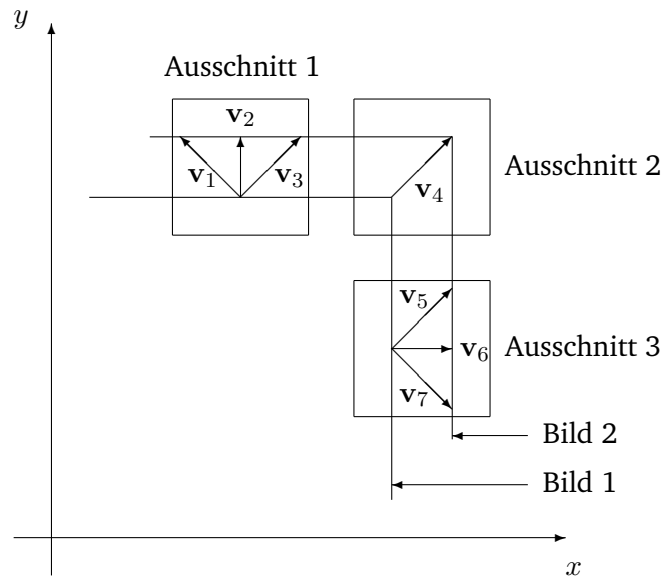 y
Ausschnitt 1
v2
v1
v3
Ausschnitt 2
v4
v5
v6
Ausschnitt 3
v7
Bild 2
Bild 1
x